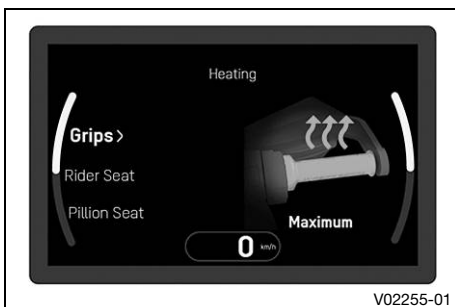 Heating
Grips >
Rider Seat
Pillion Seat
Maximum
0 km/h
V02255-01